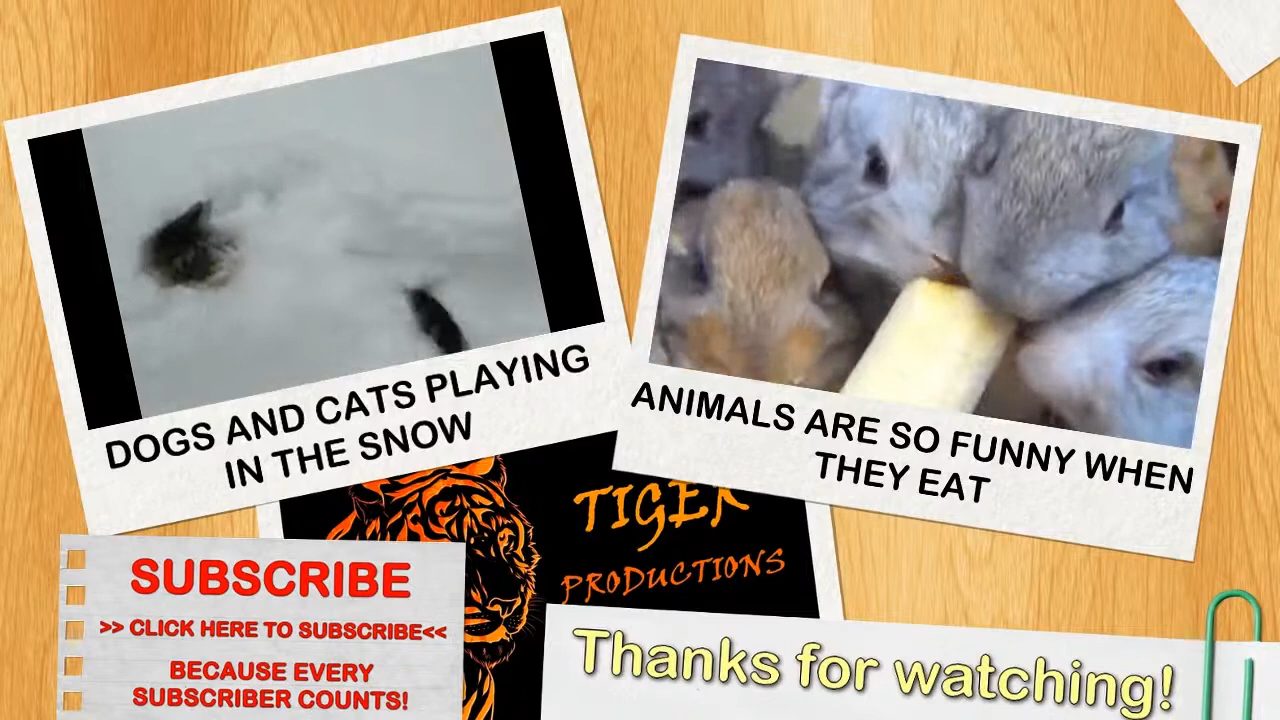 DOGS AND CATS PLAYING
IN THE SNOW
ANIMALS ARE SO FUNNY WHEN
THEY EAT
TIGER
PRODUCTIONS
SUBSCRIBE
>> CLICK HERE TO SUBSCRIBE<<
BECAUSE EVERY
SUBSCRIBER COUNTS!
Thanks for watching!